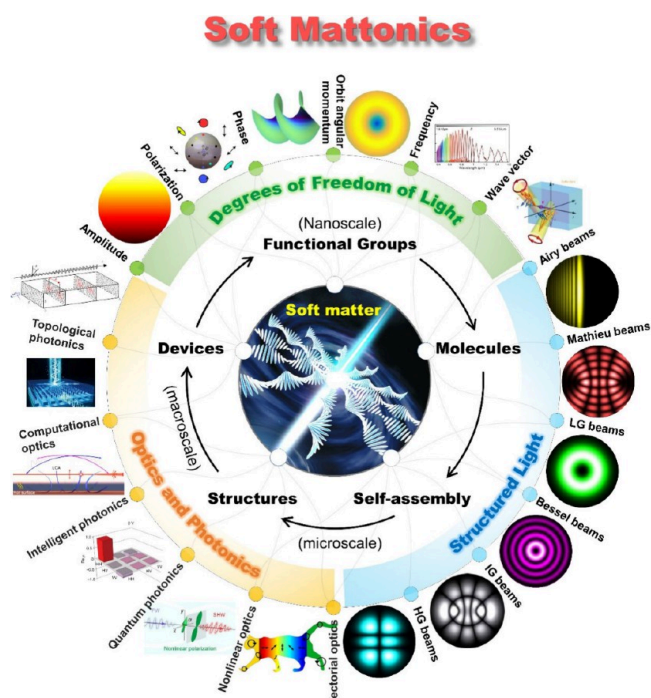 Soft Mattonics
Degrees of Freedom of Light
Amplitude
Polarization
Phase
Orbit angular
momentum
Frequency
Wave vector
Structured Light
Airy beams
Mathieu beams
LG beams
Bessel beams
IG beams
HG beams
Optics and Photonics
ectorial optics
Nonlinear optics
Quantum photonics
Intelligent photonics
Computational
optics
Topological
photonics
(Nanoscale)
Functional Groups
Molecules
Self-assembly
(microscale)
Structures
(macroscale)
Devices
Soft matter
Nonlinear polarization